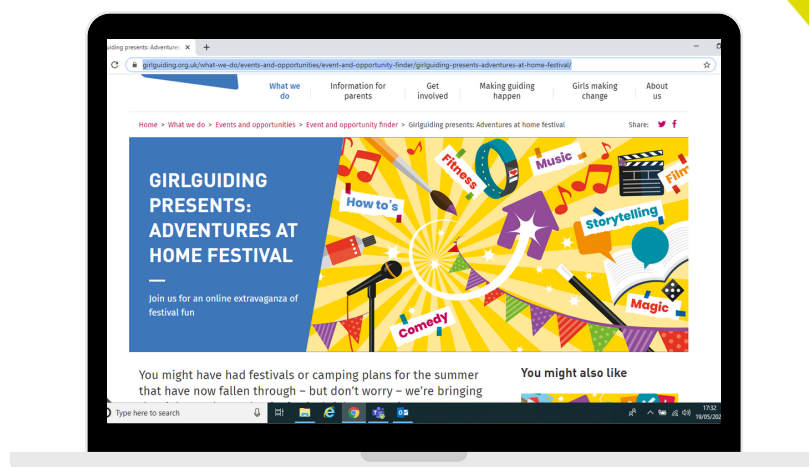 uiding presents: Adventures
girlguiding.org.uk/what-we-do/events-and-opportunities/event-and-opportunity-finder/girlguiding-presents-adventures-at-home-festival/
What we do
Information for parents
Get involved
Making guiding happen
Girls making change
About us
Home > What we do > Events and opportunities > Event and opportunity finder > Girlguiding presents: Adventures at home festival
Share:
GIRLGUIDING
PRESENTS:
ADVENTURES AT
HOME FESTIVAL
Join us for an online extravaganza of
festival fun
How to's
Fitness
Music
Film
Storytelling
Magic
Comedy
You might have had festivals or
camping plans for the summer
that have now fallen through – but don't worry – we're bringing
You might also like
Type here to search
17:32
19/05/202